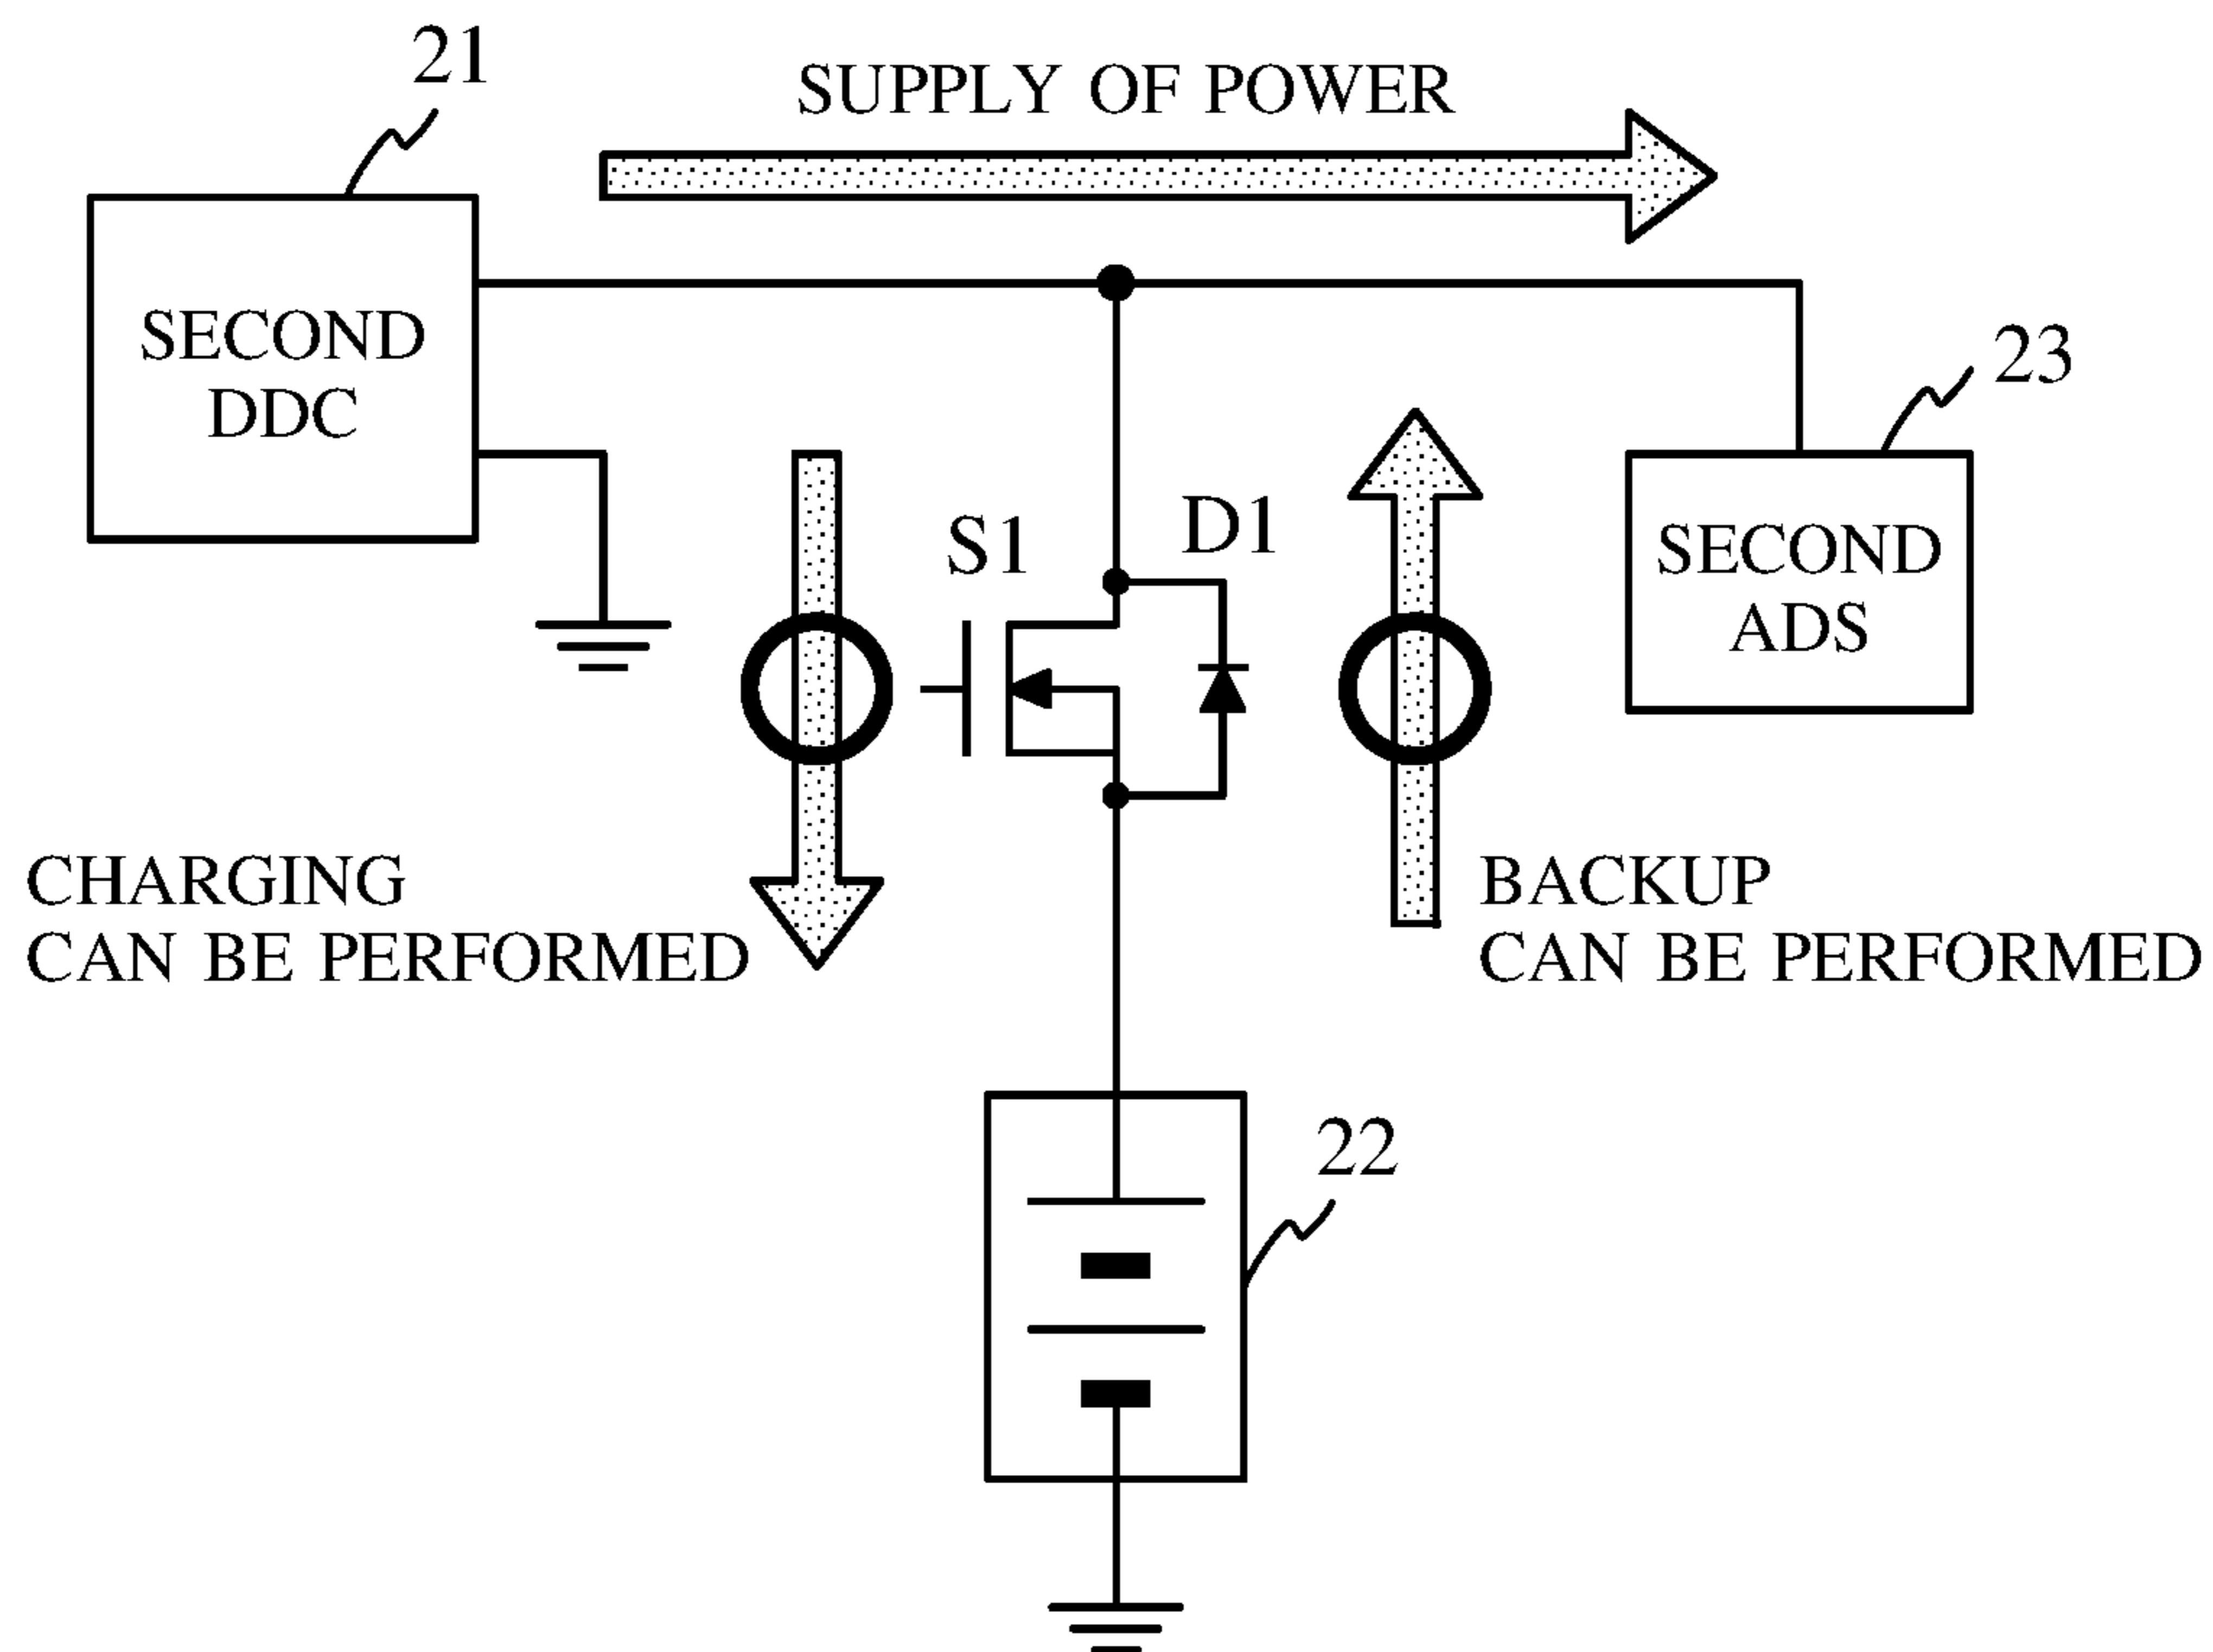 21
SUPPLY OF POWER
SECOND
DDC
23
SECOND
ADS
S1
D1
CHARGING
CAN BE PERFORMED
BACKUP
CAN BE PERFORMED
22